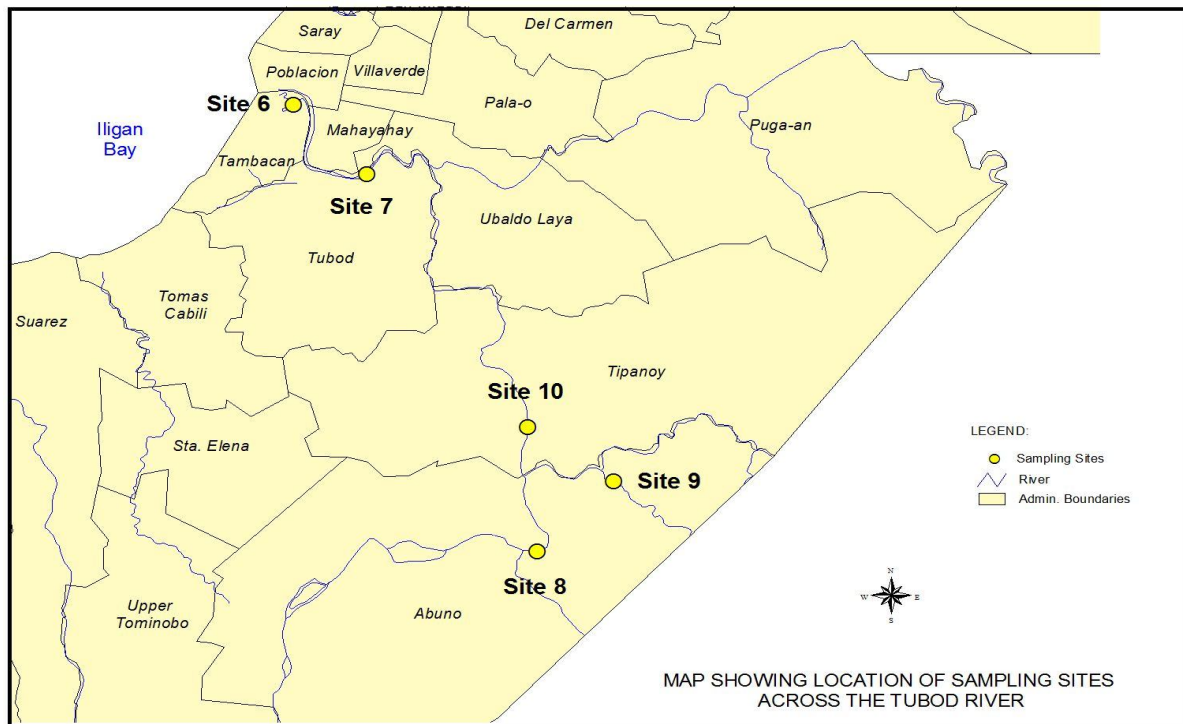 Saray
Del Carmen
Poblacion
Villaverde
Site 6
Pala-o
Iligan
Bay
Mahayahay
Puga-an
Tambacan
Site 7
Ubaldo Laya
Tubod
Tomas
Cabili
Suarez
Tipanoy
Site 10
Sta. Elena
Site 9
LEGEND:
Sampling Sites
River
Admin. Boundaries
Site 8
N
W
E
S
Upper
Tominobo
Abuno
MAP SHOWING LOCATION OF SAMPLING SITES
ACROSS THE TUBOD RIVER